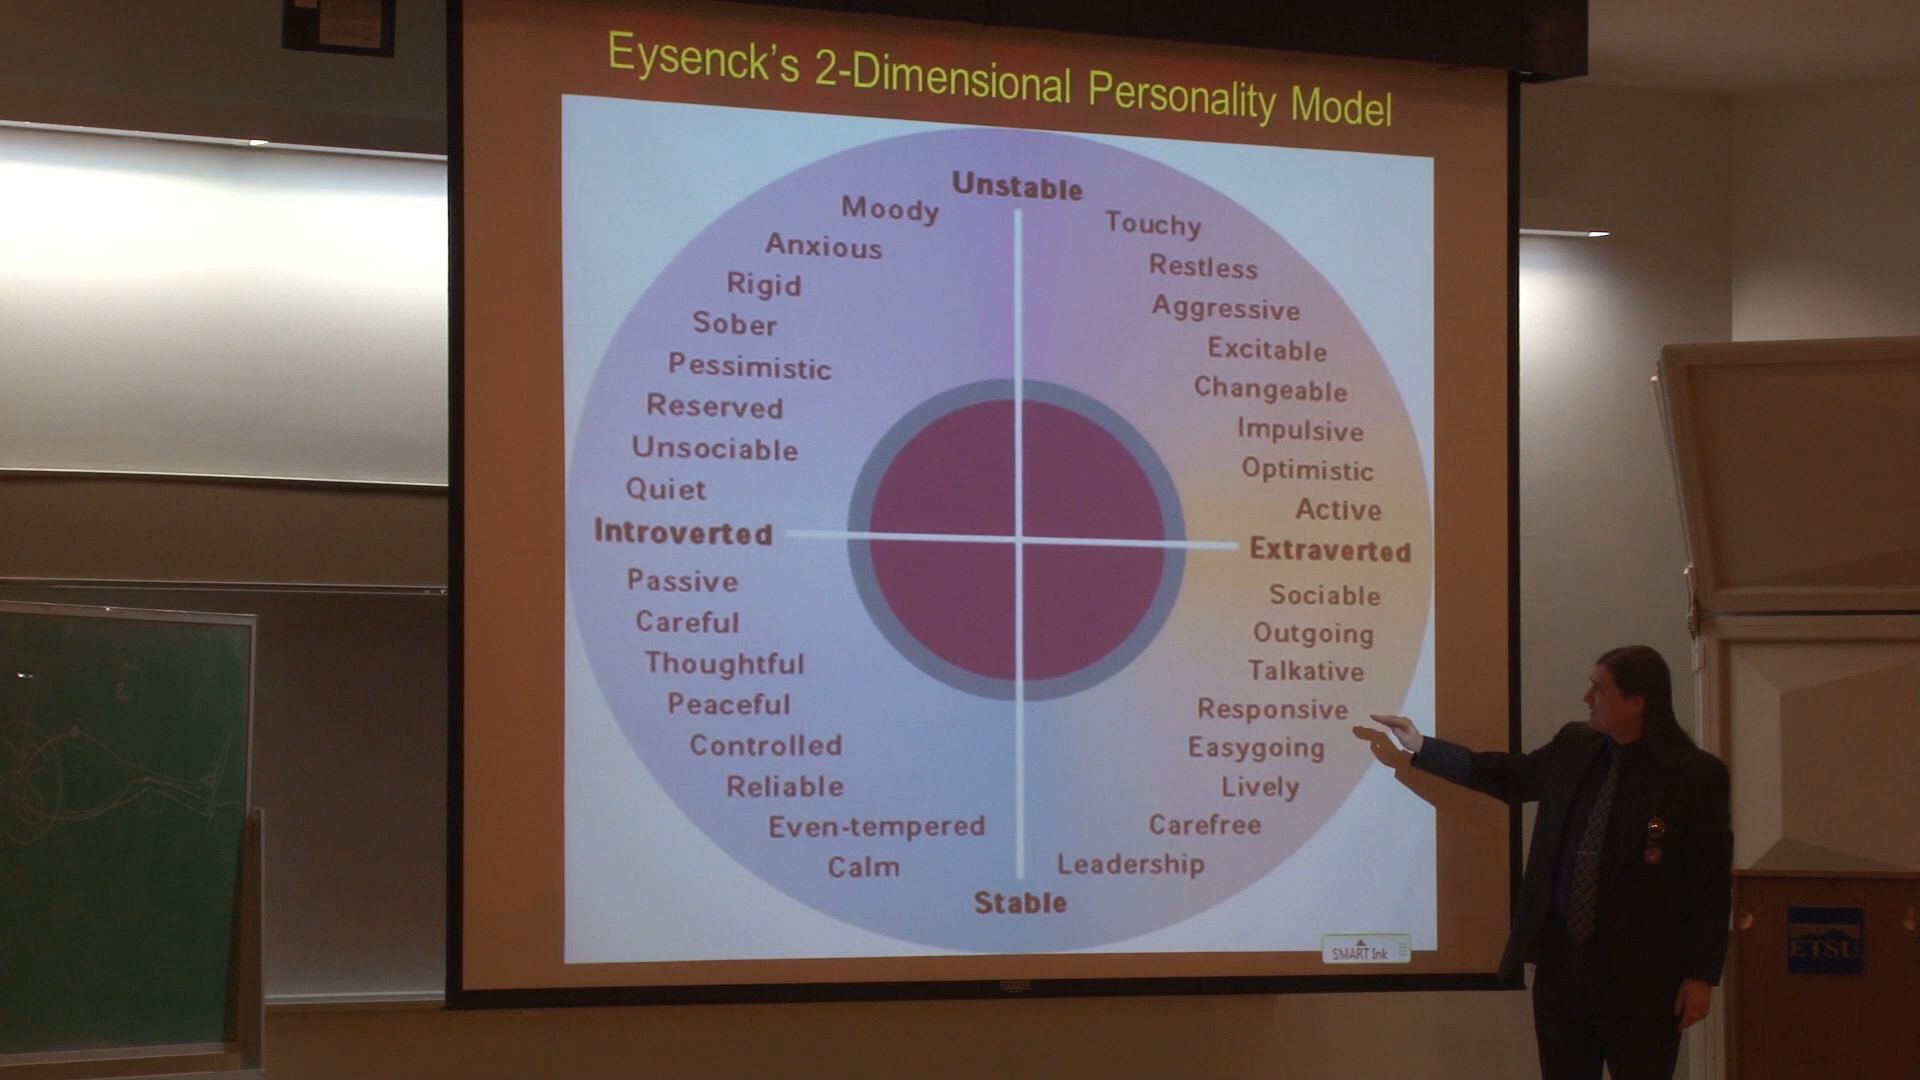 Eysenck's 2-Dimensional Personality Model
Unstable
Moody
Anxious
Rigid
Sober
Pessimistic
Reserved
Unsociable
Quiet
Introverted
Passive
Careful
Thoughtful
Peaceful
Controlled
Reliable
Even-tempered
Calm
Touchy
Restless
Aggressive
Excitable
Changeable
Impulsive
Optimistic
Active
Extraverted
Sociable
Outgoing
Talkative
Responsive
Easygoing
Lively
Carefree
Leadership
Stable
SMART Ink
ETSU